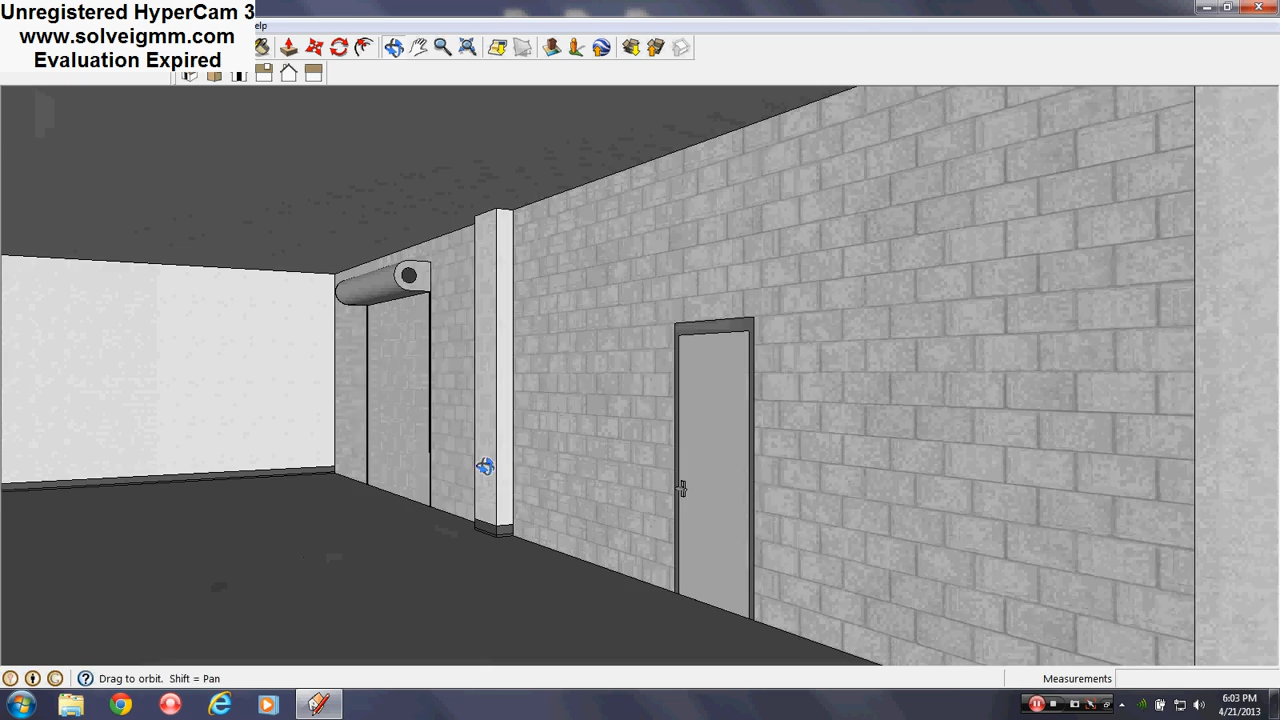 Unregistered HyperCam 3
www.solveigmm.com
Evaluation Expired
elp
Drag to orbit. Shift = Pan
Measurements
6:03 PM
4/21/2013